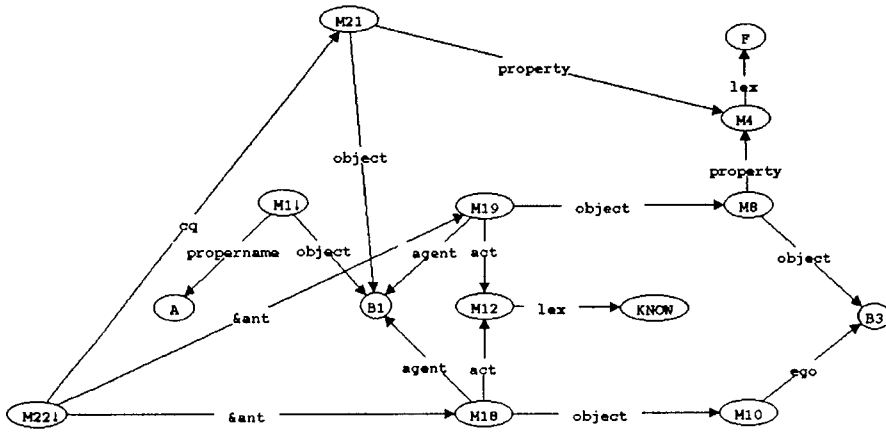 M21
F
property
lex
M4
object
property
M1↓
M19
object
M8
cq
propername
object
agent
act
object
A
&ant
B1
M12
lex
KNOW
B3
agent
act
ego
M22↓
&ant
M18
object
M10